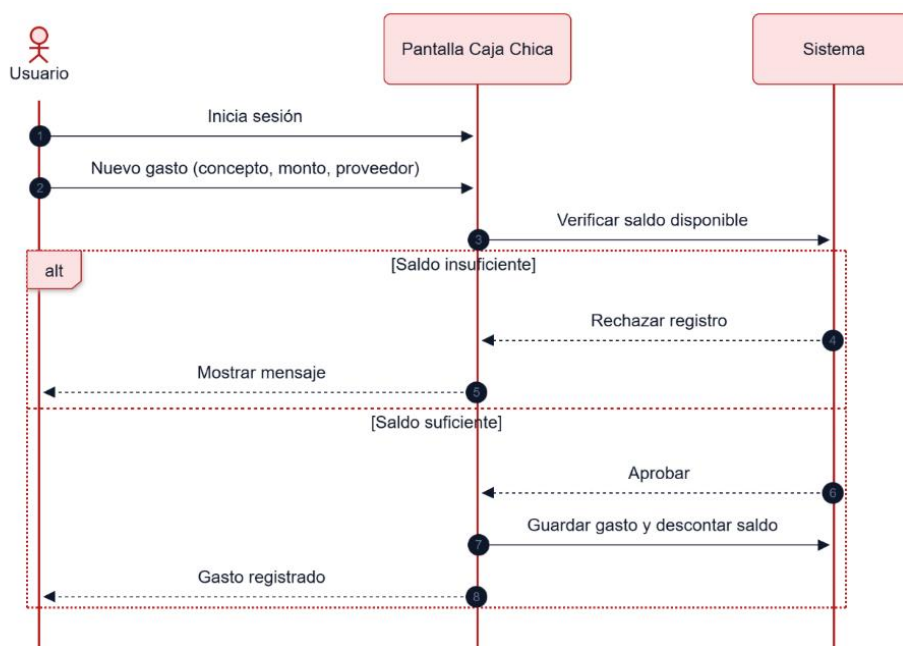 Usuario
Pantalla Caja Chica
Sistema
Inicia sesión
1
Nuevo gasto (concepto, monto, proveedor)
2
Verificar saldo disponible
3
alt
[Saldo insuficiente]
Rechazar registro
4
Mostrar mensaje
5
[Saldo suficiente]
Aprobar
6
Guardar gasto y descontar saldo
7
Gasto registrado
8